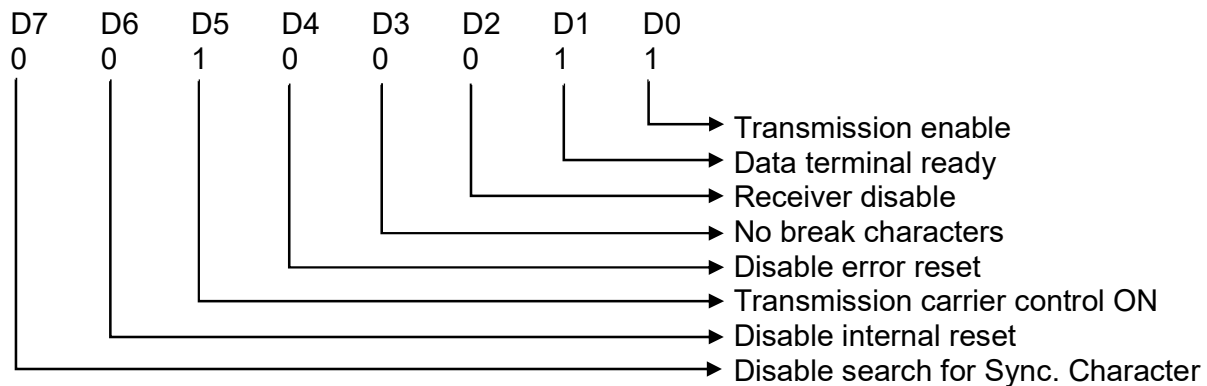 D7 D6 D5 D4 D3 D2 D1 D0
0 0 1 0 0 0 1 1
Transmission enable
Data terminal ready
Receiver disable
No break characters
Disable error reset
Transmission carrier control ON
Disable internal reset
Disable search for Sync. Character